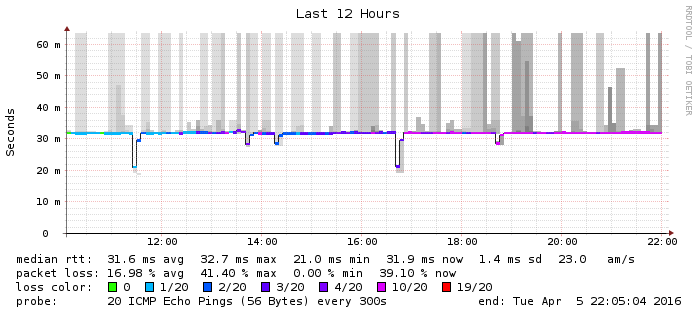 Last 12 Hours
RRDTOOL / TOBI OETIKER
Seconds
60 m
50 m
40 m
30 m
20 m
10 m
0
12:00 14:00 16:00 18:00 20:00 22:00
median rtt: 31.6 ms avg 32.7 ms max 21.0 ms min 31.9 ms now 1.4 ms sd 23.0 am/s
packet loss: 16.98 % avg 41.40 % max 0.00 % min 39.10 % now
loss color: 0 1/20 2/20 3/20 4/20 10/20 19/20
probe: 20 ICMP Echo Pings (56 Bytes) every 300s end: Tue Apr 5 22:05:04 2016